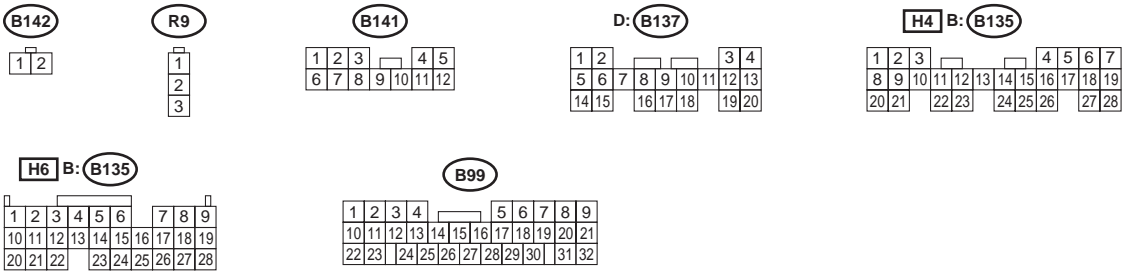 B142
R9
B141
D: B137
H4 B: B135
1 2
1
2
3
1 2 3 4 5
6 7 8 9 10 11 12
1 2 3 4
5 6 7 8 9 10 11 12 13
14 15 16 17 18 19 20
1 2 3 4 5 6 7
8 9 10 11 12 13 14 15 16 17 18 19
20 21 22 23 24 25 26 27 28
H6 B: B135
B99
1 2 3 4 5 6 7 8 9
10 11 12 13 14 15 16 17 18 19
20 21 22 23 24 25 26 27 28
1 2 3 4 5 6 7 8 9
10 11 12 13 14 15 16 17 18 19 20 21
22 23 24 25 26 27 28 29 30 31 32